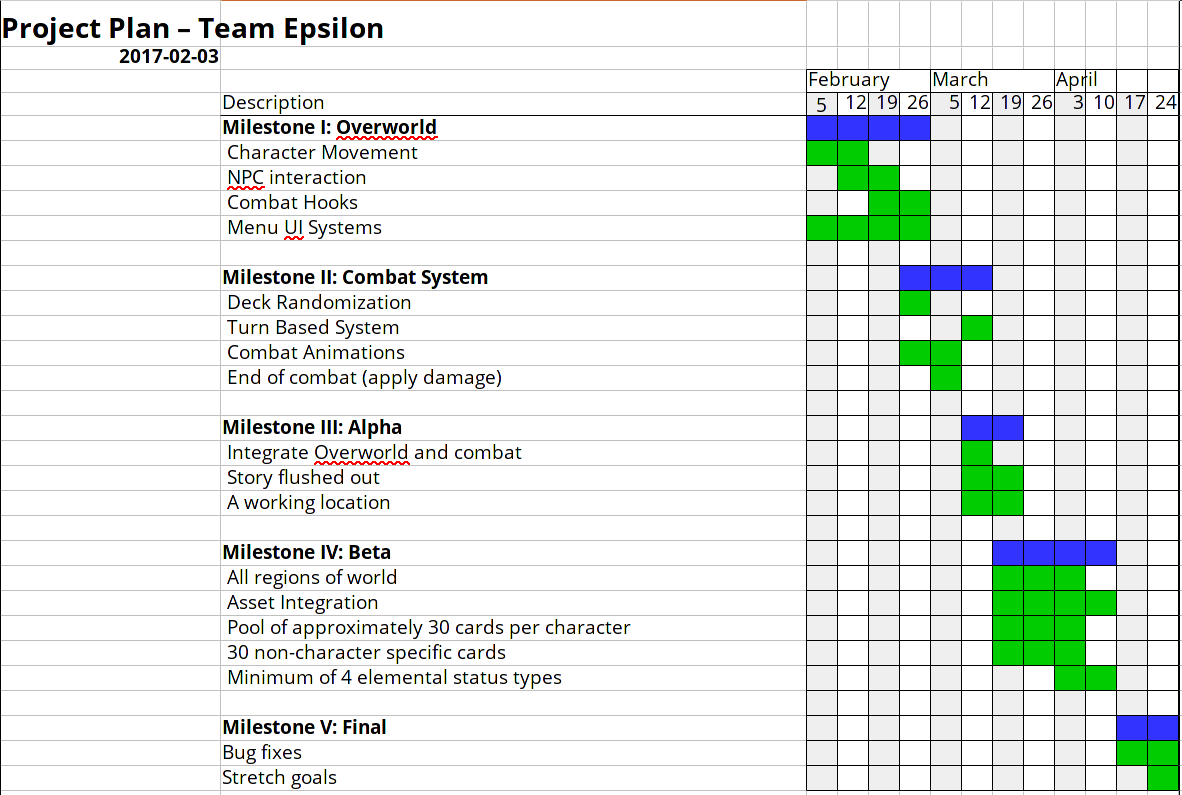 Project Plan – Team Epsilon
2017-02-03
February March April
Description 5 12 19 26 5 12 19 26 3 10 17 24
Milestone I: Overworld
Character Movement
NPC interaction
Combat Hooks
Menu UI Systems
Milestone II: Combat System
Deck Randomization
Turn Based System
Combat Animations
End of combat (apply damage)
Milestone III: Alpha
Integrate Overworld and combat
Story flushed out
A working location
Milestone IV: Beta
All regions of world
Asset Integration
Pool of approximately 30 cards per character
30 non-character specific cards
Minimum of 4 elemental status types
Milestone V: Final
Bug fixes
Stretch goals